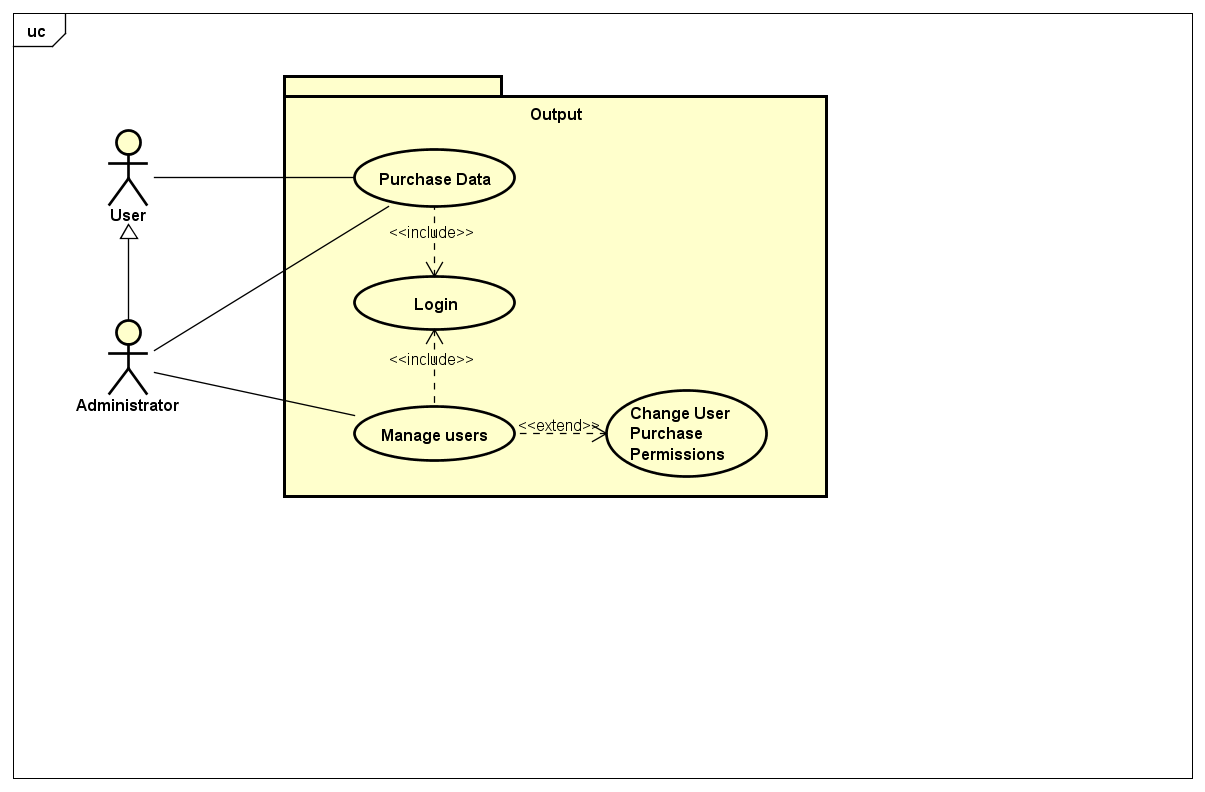 uc
Output
Purchase Data
User
<<include>>
Login
<<include>>
Administrator
Manage users
<<extend>>
Change User
Purchase
Permissions